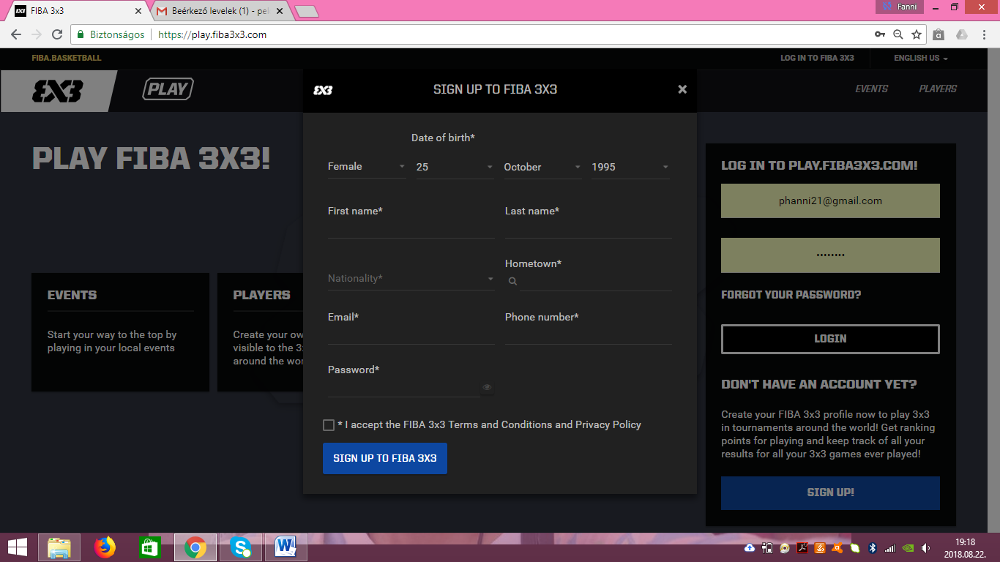 FIBA 3x3
Beérkező levelek (1) - pel
Fanni
Biztonságos
https://play.fiba3x3.com
FIBA.BASKETBALL
LOG IN TO FIBA 3X3
ENGLISH US
3X3
PLAY
EVENTS
PLAYERS
3X3
SIGN UP TO FIBA 3X3
PLAY FIBA 3X3!
Date of birth*
Female
25
October
1995
First name*
Last name*
Nationality*
Hometown*
Email*
Phone number*
Password*
* I accept the FIBA 3x3 Terms and Conditions and Privacy Policy
SIGN UP TO FIBA 3X3
EVENTS
Start your way to the top by
playing in your local events
PLAYERS
Create your ow
visible to the 3
around the wor
LOG IN TO PLAY.FIBA3X3.COM!
phanni21@gmail.com
••••••••
FORGOT YOUR PASSWORD?
LOGIN
DON'T HAVE AN ACCOUNT YET?
Create your FIBA 3x3 profile now to play 3x3
in tournaments around the world! Get ranking
points for playing and keep track of all your
results for all your 3x3 games ever played!
SIGN UP!
19:18
2018.08.22.